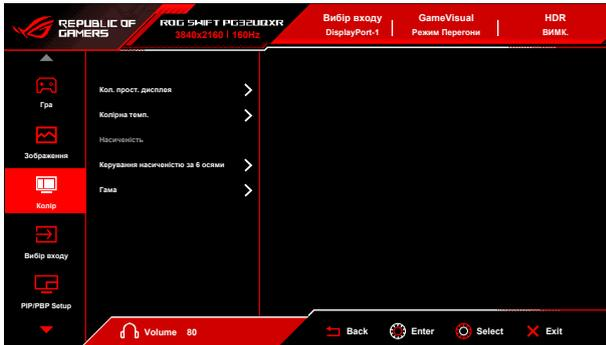 REPUBLIC OF
GAMERS
ROG SWIFT PG32UQXR
3840x2160 | 160Hz
Вибір входу
DisplayPort-1
GameVisual
Режим Перегони
HDR
ВИМК.
Гра
Зображення
Колір
Вибір входу
PIP/PBP Setup
Кол. прост. дисплея
Колірна темп.
Насиченість
Керування насиченістю за 6 осями
Гама
Volume 80
Back
Enter
Select
Exit